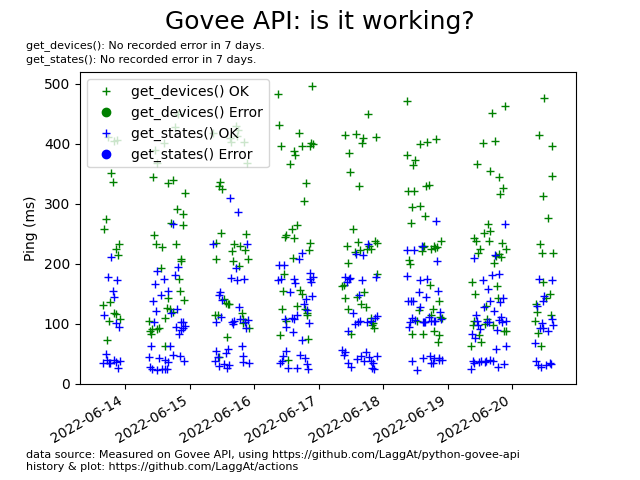 Govee API: is it working?
get_devices(): No recorded error in 7 days.
get_states(): No recorded error in 7 days.
500
400
300
200
100
0
Ping (ms)
get_devices() OK
get_devices() Error
get_states() OK
get_states() Error
2022-06-14
2022-06-15
2022-06-16
2022-06-17
2022-06-18
2022-06-19
2022-06-20
data source: Measured on Govee API, using https://github.com/LaggAt/python-govee-api
history & plot: https://github.com/LaggAt/actions